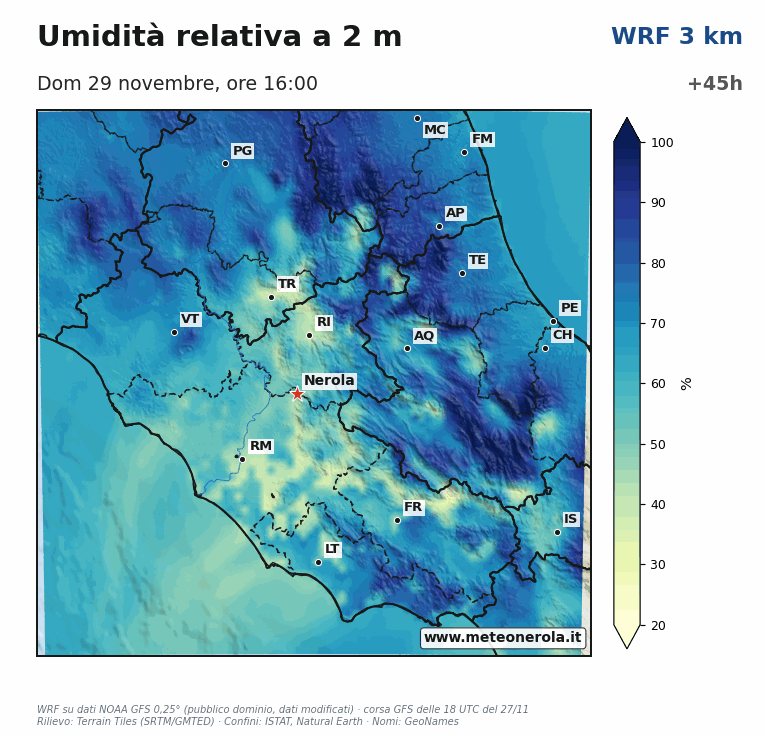 Umidità relativa a 2 m
WRF 3 km
Dom 29 novembre, ore 16:00
+45h
MC
FM
PG
AP
TE
TR
PE
VT
RI
AQ
CH
Nerola
RM
FR
IS
LT
www.meteonerola.it
100
90
80
70
60
50
40
30
20
%
WRF su dati NOAA GFS 0,25° (pubblico dominio, dati modificati) · corsa GFS delle 18 UTC del 27/11
Rilievo: Terrain Tiles (SRTM/GMTED) · Confini: ISTAT, Natural Earth · Nomi: GeoNames